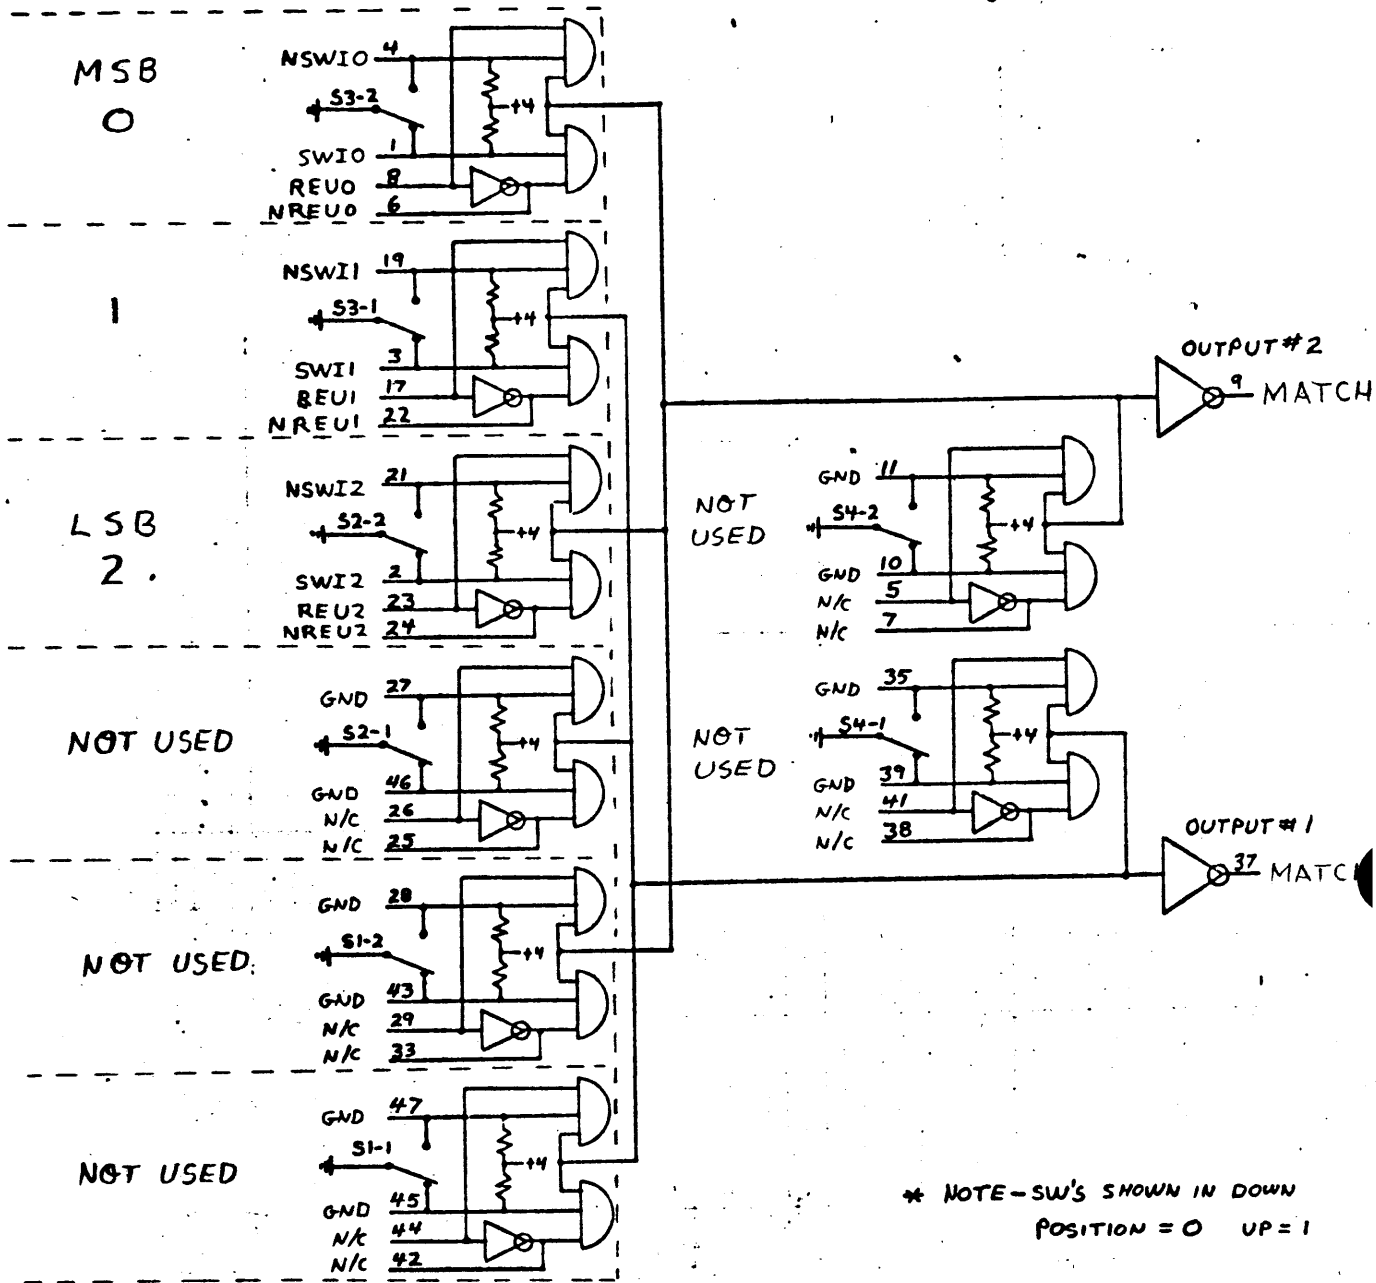 MSB
0
NSWI0 4
S3-2
+4
SWI0 1
REU0 8
NREU0 6
1
NSWI1 19
S3-1
+4
SWI1 3
REU1 17
NREU1 22
LSB
2.
NSWI2 21
S2-2
+4
SWI2 2
REU2 23
NREU2 24
NOT USED
GND 27
S2-1
+4
GND 46
N/C 26
N/C 25
NOT USED.
GND 28
S1-2
+4
GND 43
N/C 29
N/C 33
NOT USED
GND 47
S1-1
+4
GND 45
N/C 44
N/C 42
OUTPUT #2
9 MATCH
NOT
USED
GND 11
S4-2
+4
GND 10
N/C 5
N/C 7
NOT
USED
GND 35
S4-1
+4
GND 39
N/C 41
N/C 38
OUTPUT #1
37 MATC
* NOTE-SW'S SHOWN IN DOWN
POSITION = 0 UP = 1